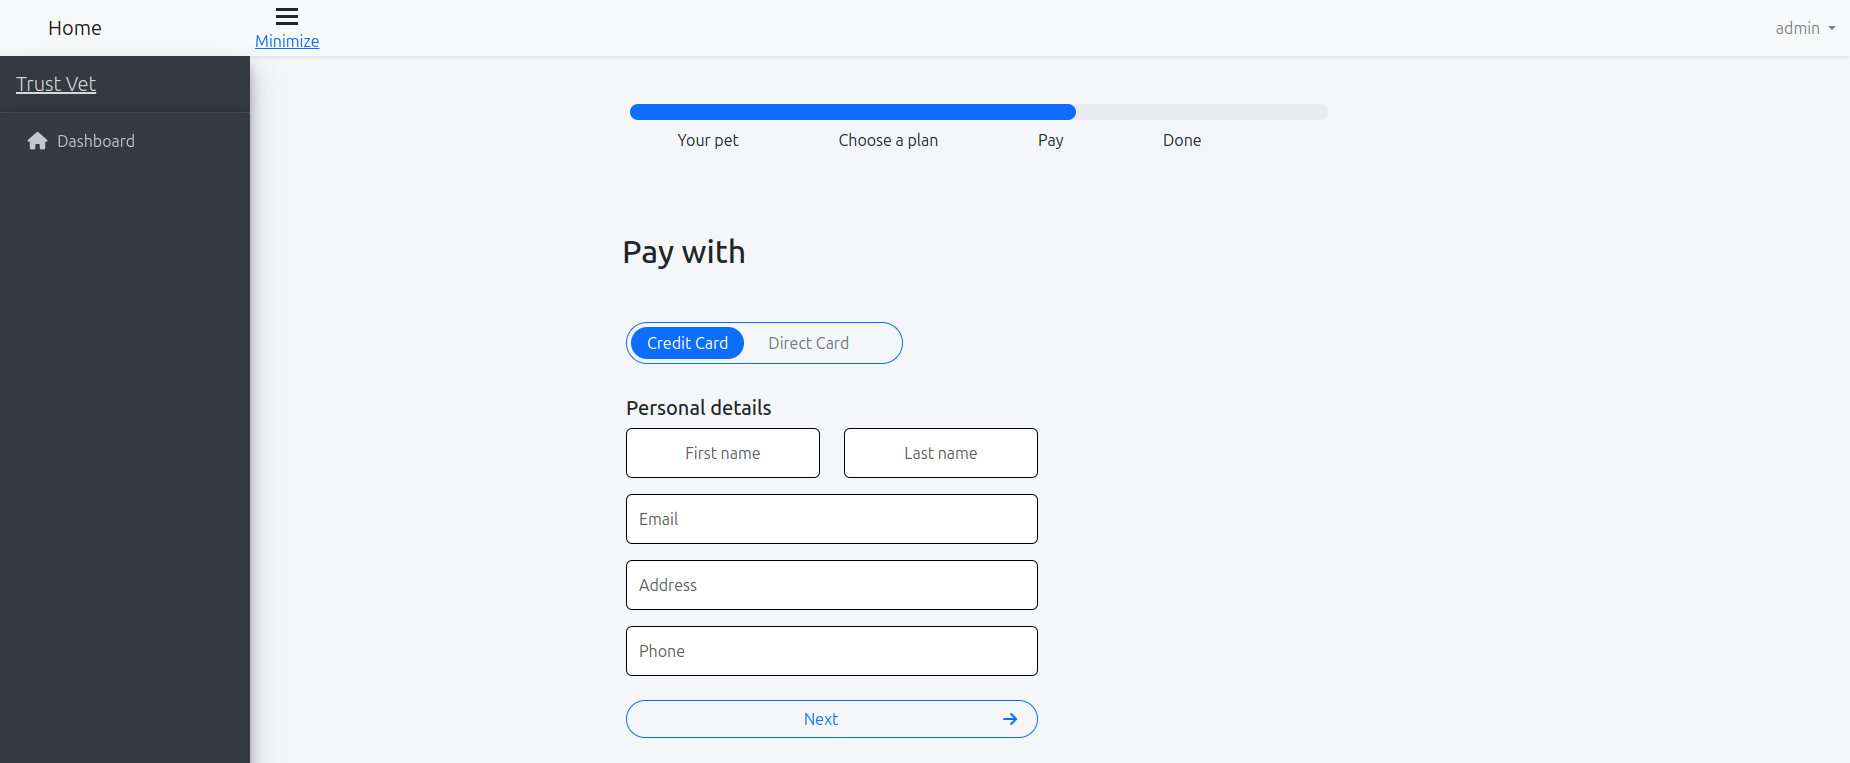 Home
Minimize
admin
Trust Vet
Dashboard
Your pet Choose a plan Pay Done
Pay with
Credit Card Direct Card
Personal details
First name Last name
Email
Address
Phone
Next